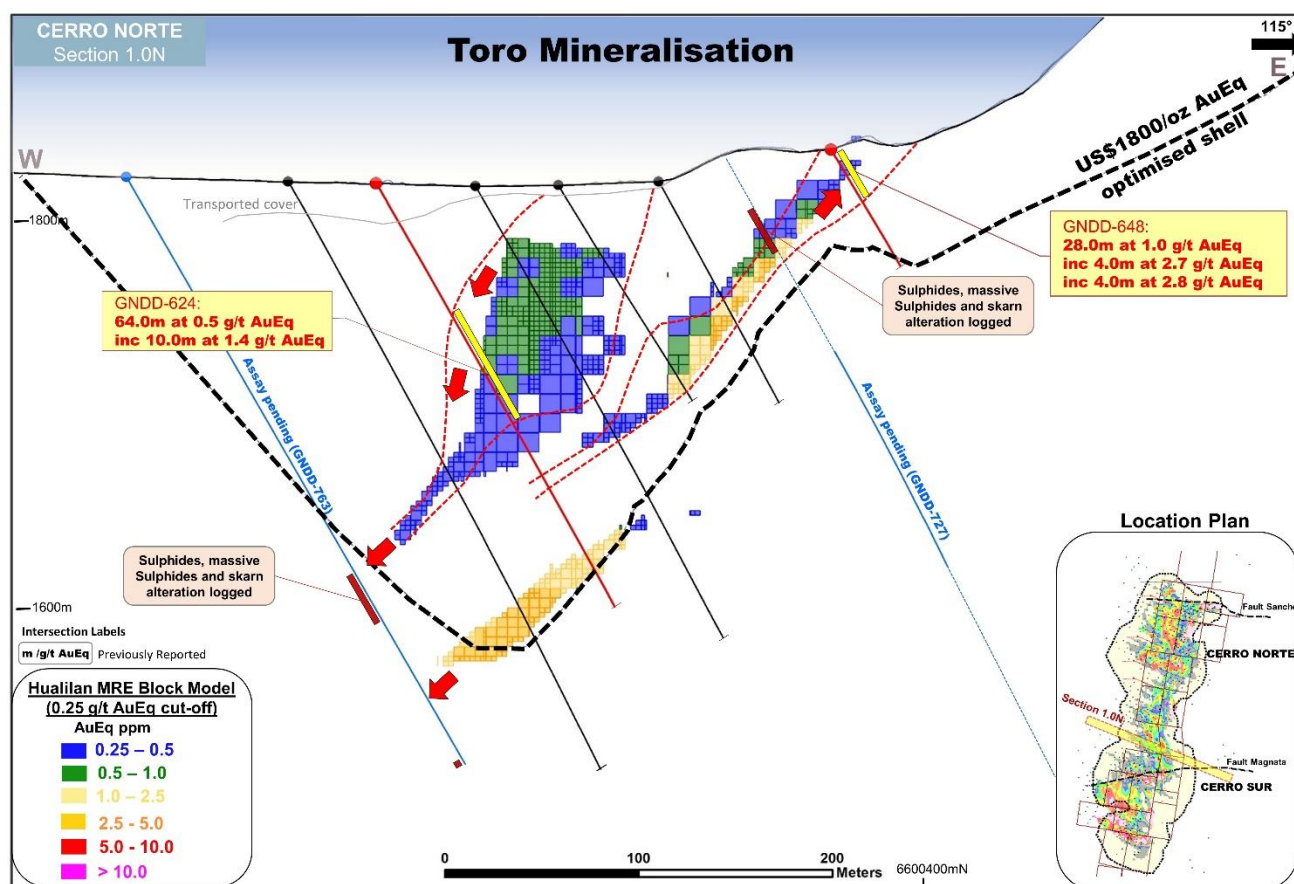 CERRO NORTE
Section 1.0N
Toro Mineralisation
115°
E
W
US$1800/oz AuEq
optimised shell
Transported cover
1800m
GNDD-648:
28.0m at 1.0 g/t AuEq
inc 4.0m at 2.7 g/t AuEq
inc 4.0m at 2.8 g/t AuEq
Sulphides, massive
Sulphides and skarn
alteration logged
GNDD-624:
64.0m at 0.5 g/t AuEq
inc 10.0m at 1.4 g/t AuEq
Assay pending (GNDD-763)
Assay pending (GNDD-727)
Sulphides, massive
Sulphides and skarn
alteration logged
1600m
Intersection Labels
m /g/t AuEq Previously Reported
Hualilan MRE Block Model
(0.25 g/t AuEq cut-off)
AuEq ppm
0.25 – 0.5
0.5 – 1.0
1.0 – 2.5
2.5 - 5.0
5.0 - 10.0
> 10.0
0 100 200
Meters
6600400mN
Location Plan
Fault Sanche
CERRO NORTE
Section 1.0N
Fault Magnata
CERRO SUR